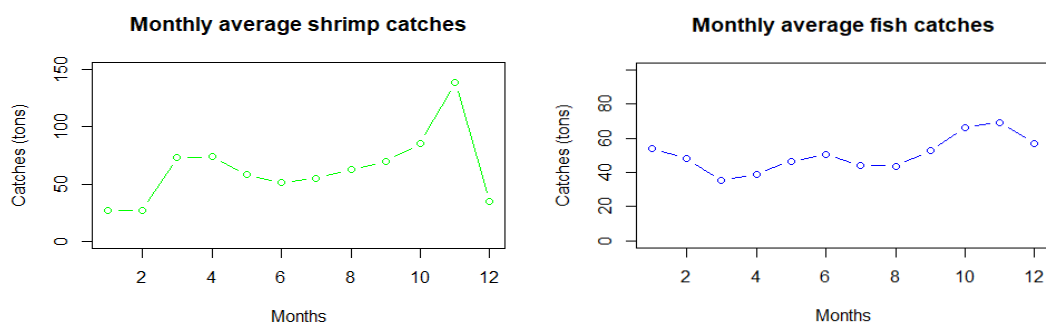 Monthly average shrimp catches
Catches (tons)
150
100
50
0
2 4 6 8 10 12
Months
Monthly average fish catches
Catches (tons)
80
60
40
20
0
2 4 6 8 10 12
Months